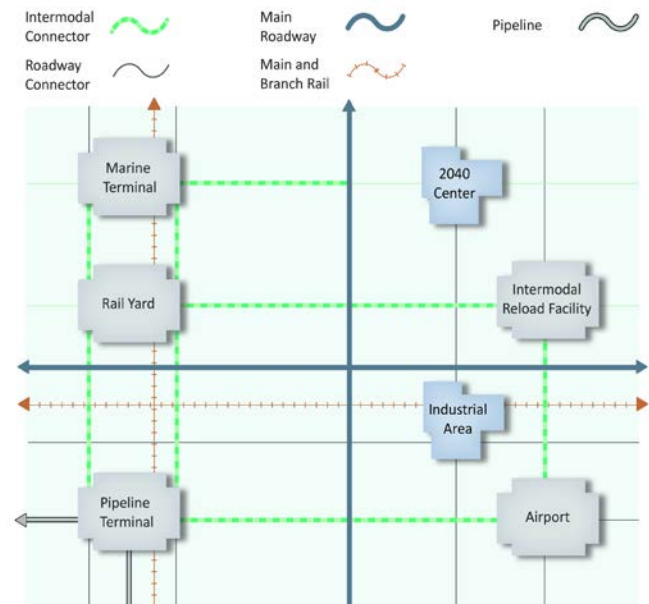 Intermodal
Connector
Main
Roadway
Pipeline
Roadway
Connector
Main and
Branch Rail
Marine
Terminal
2040
Center
Rail Yard
Intermodal
Reload Facility
Industrial
Area
Pipeline
Terminal
Airport